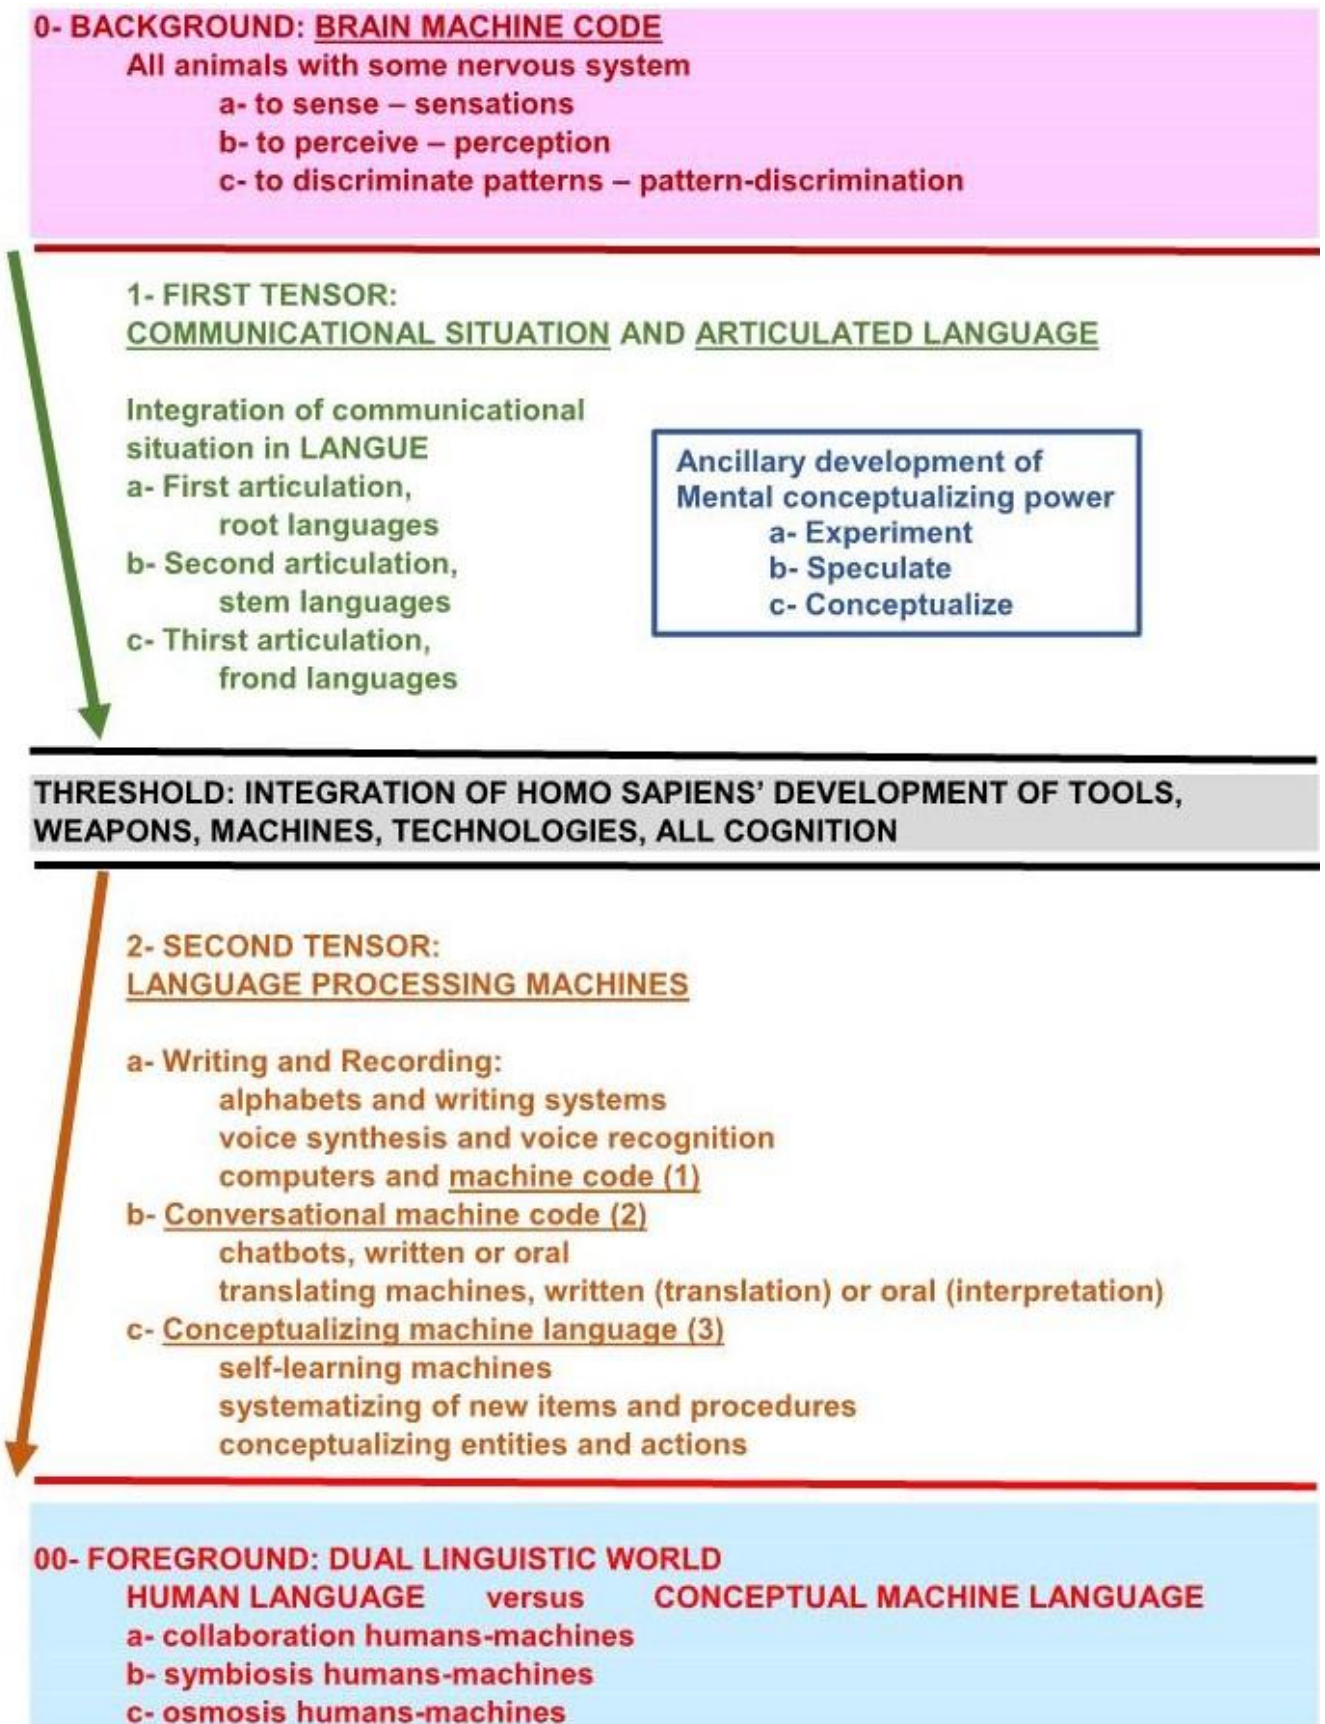 0- BACKGROUND: BRAIN MACHINE CODE
All animals with some nervous system
a- to sense – sensations
b- to perceive – perception
c- to discriminate patterns – pattern-discrimination
1- FIRST TENSOR:
COMMUNICATIONAL SITUATION AND ARTICULATED LANGUAGE
Integration of communicational
situation in LANGUE
a- First articulation,
root languages
b- Second articulation,
stem languages
c- Thirst articulation,
frond languages
Ancillary development of
Mental conceptualizing power
a- Experiment
b- Speculate
c- Conceptualize
THRESHOLD: INTEGRATION OF HOMO SAPIENS’ DEVELOPMENT OF TOOLS,
WEAPONS, MACHINES, TECHNOLOGIES, ALL COGNITION
2- SECOND TENSOR:
LANGUAGE PROCESSING MACHINES
a- Writing and Recording:
alphabets and writing systems
voice synthesis and voice recognition
computers and machine code (1)
b- Conversational machine code (2)
chatbots, written or oral
translating machines, written (translation) or oral (interpretation)
c- Conceptualizing machine language (3)
self-learning machines
systematizing of new items and procedures
conceptualizing entities and actions
00- FOREGROUND: DUAL LINGUISTIC WORLD
HUMAN LANGUAGE versus CONCEPTUAL MACHINE LANGUAGE
a- collaboration humans-machines
b- symbiosis humans-machines
c- osmosis humans-machines